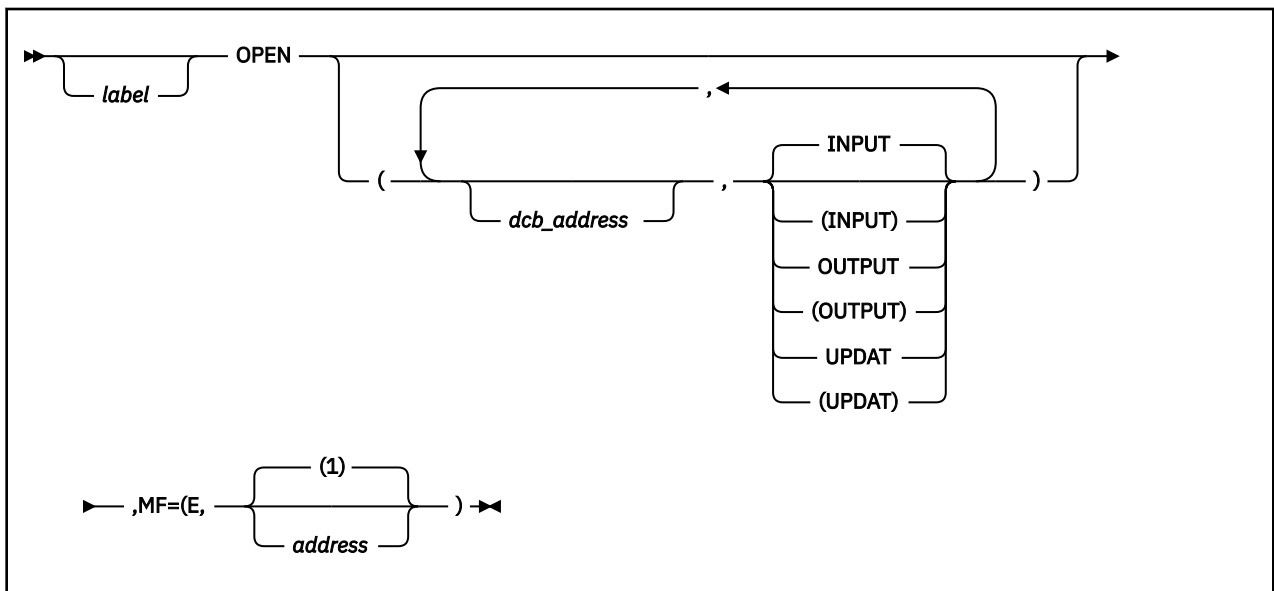 OPEN
label
,
INPUT
( , )
dcb_address
(INPUT)
OUTPUT
(OUTPUT)
UPDAT
(UPDAT)
(1)
,MF=(E, )
address